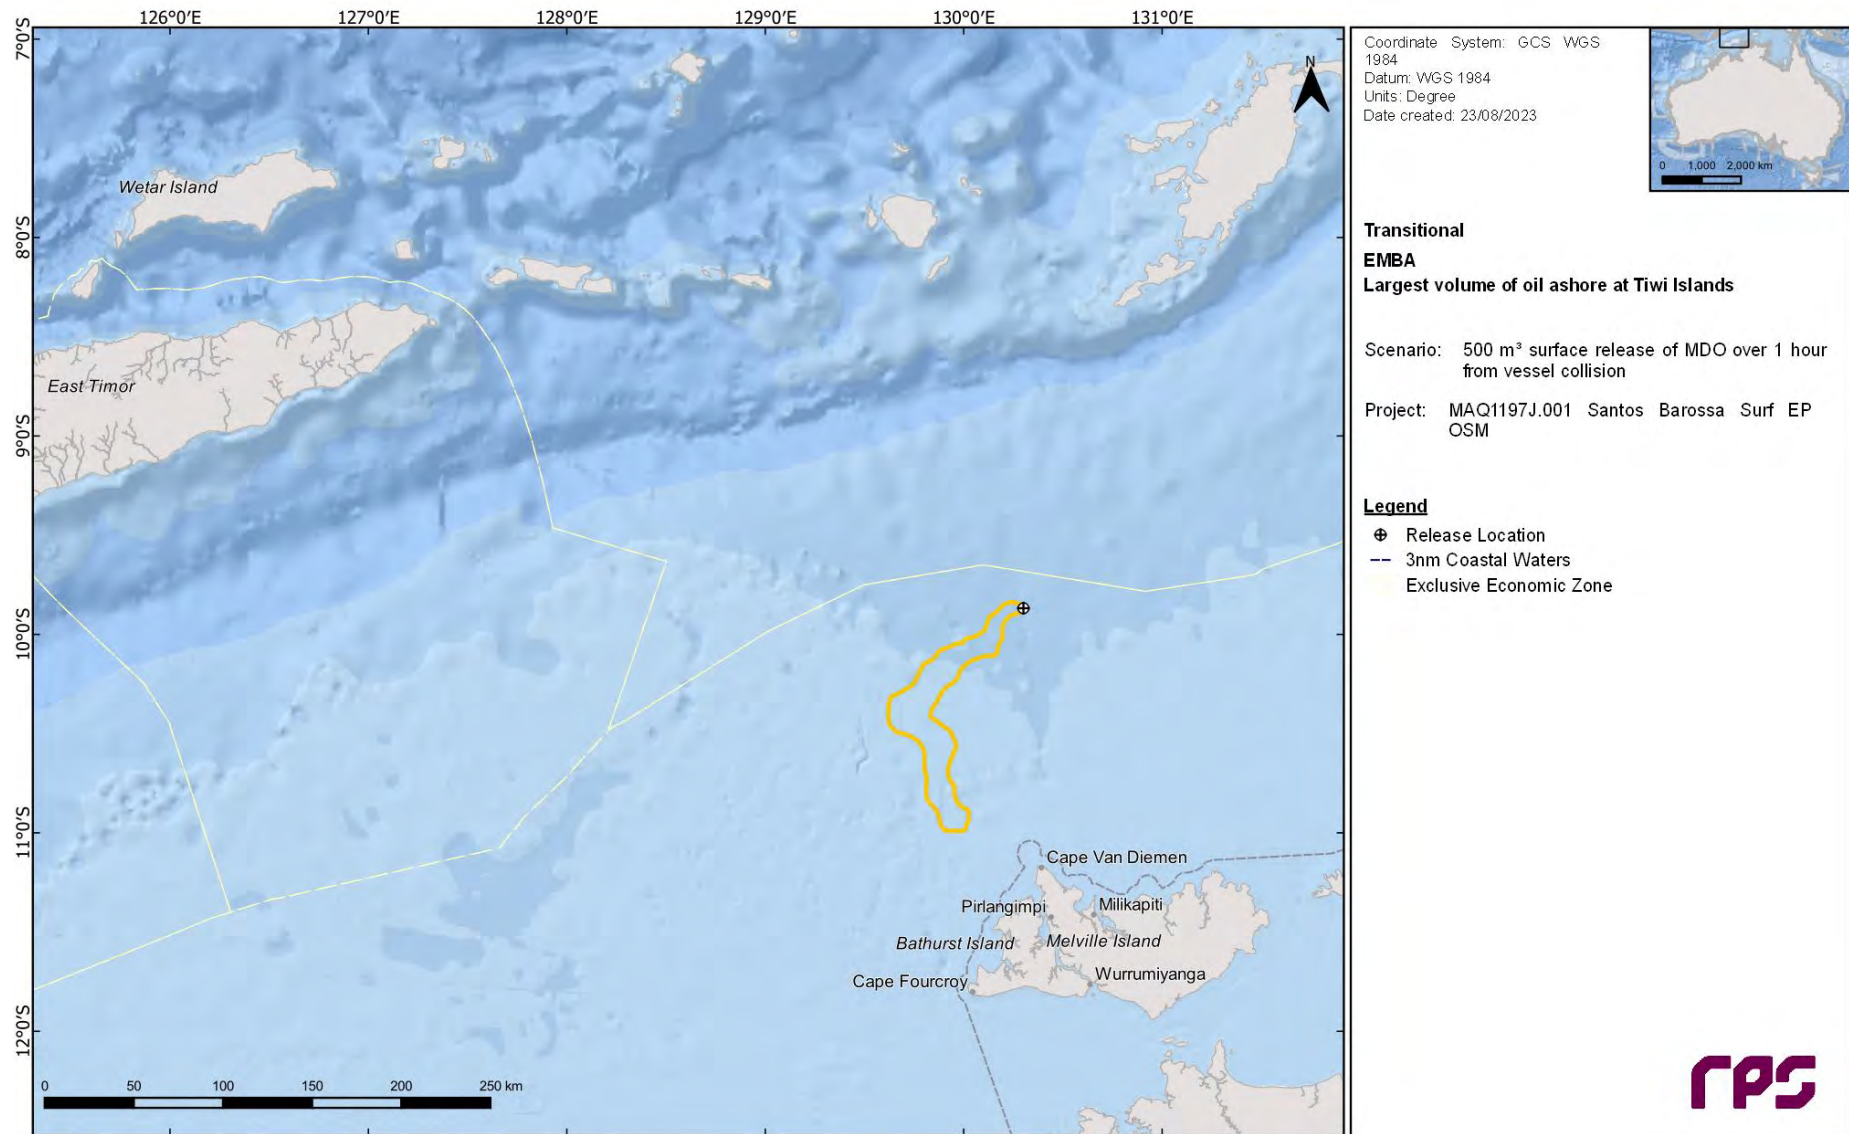 126°0'E 127°0'E 128°0'E 129°0'E 130°0'E 131°0'E
7°0'S
8°0'S
9°0'S
10°0'S
11°0'S
12°0'S
N
Wetar Island
East Timor
Cape Van Diemen
Pirlangimpi
Milikapiti
Bathurst Island
Melville Island
Cape Fourcroy
Wurrumiyanga
0 50 100 150 200 250 km
Coordinate System: GCS WGS
1984
Datum: WGS 1984
Units: Degree
Date created: 23/08/2023
0 1,000 2,000 km
Transitional
EMBA
Largest volume of oil ashore at Tiwi Islands
Scenario: 500 m³ surface release of MDO over 1 hour
from vessel collision
Project: MAQ1197J.001 Santos Barossa Surf EP
OSM
Legend
Release Location
3nm Coastal Waters
Exclusive Economic Zone
rps